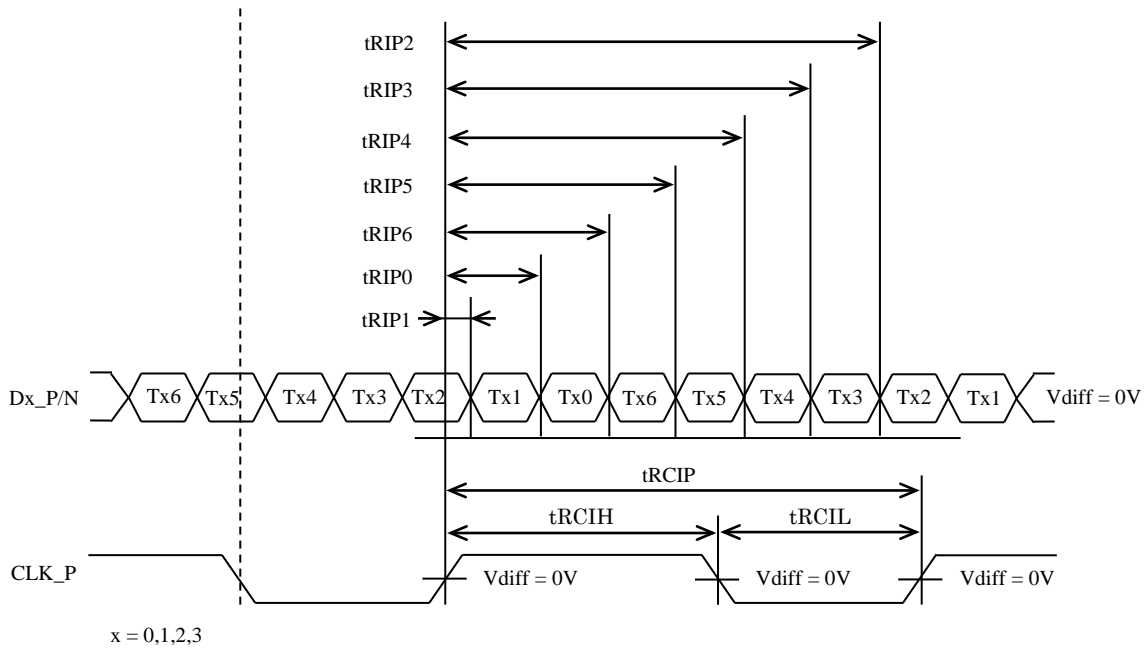 tRIP2
tRIP3
tRIP4
tRIP5
tRIP6
tRIP0
tRIP1
Dx_P/N Tx6 Tx5 Tx4 Tx3 Tx2 Tx1 Tx0 Tx6 Tx5 Tx4 Tx3 Tx2 Tx1 Vdiff = 0V
tRCIP
tRCIH tRCIL
CLK_P Vdiff = 0V Vdiff = 0V Vdiff = 0V
x = 0,1,2,3